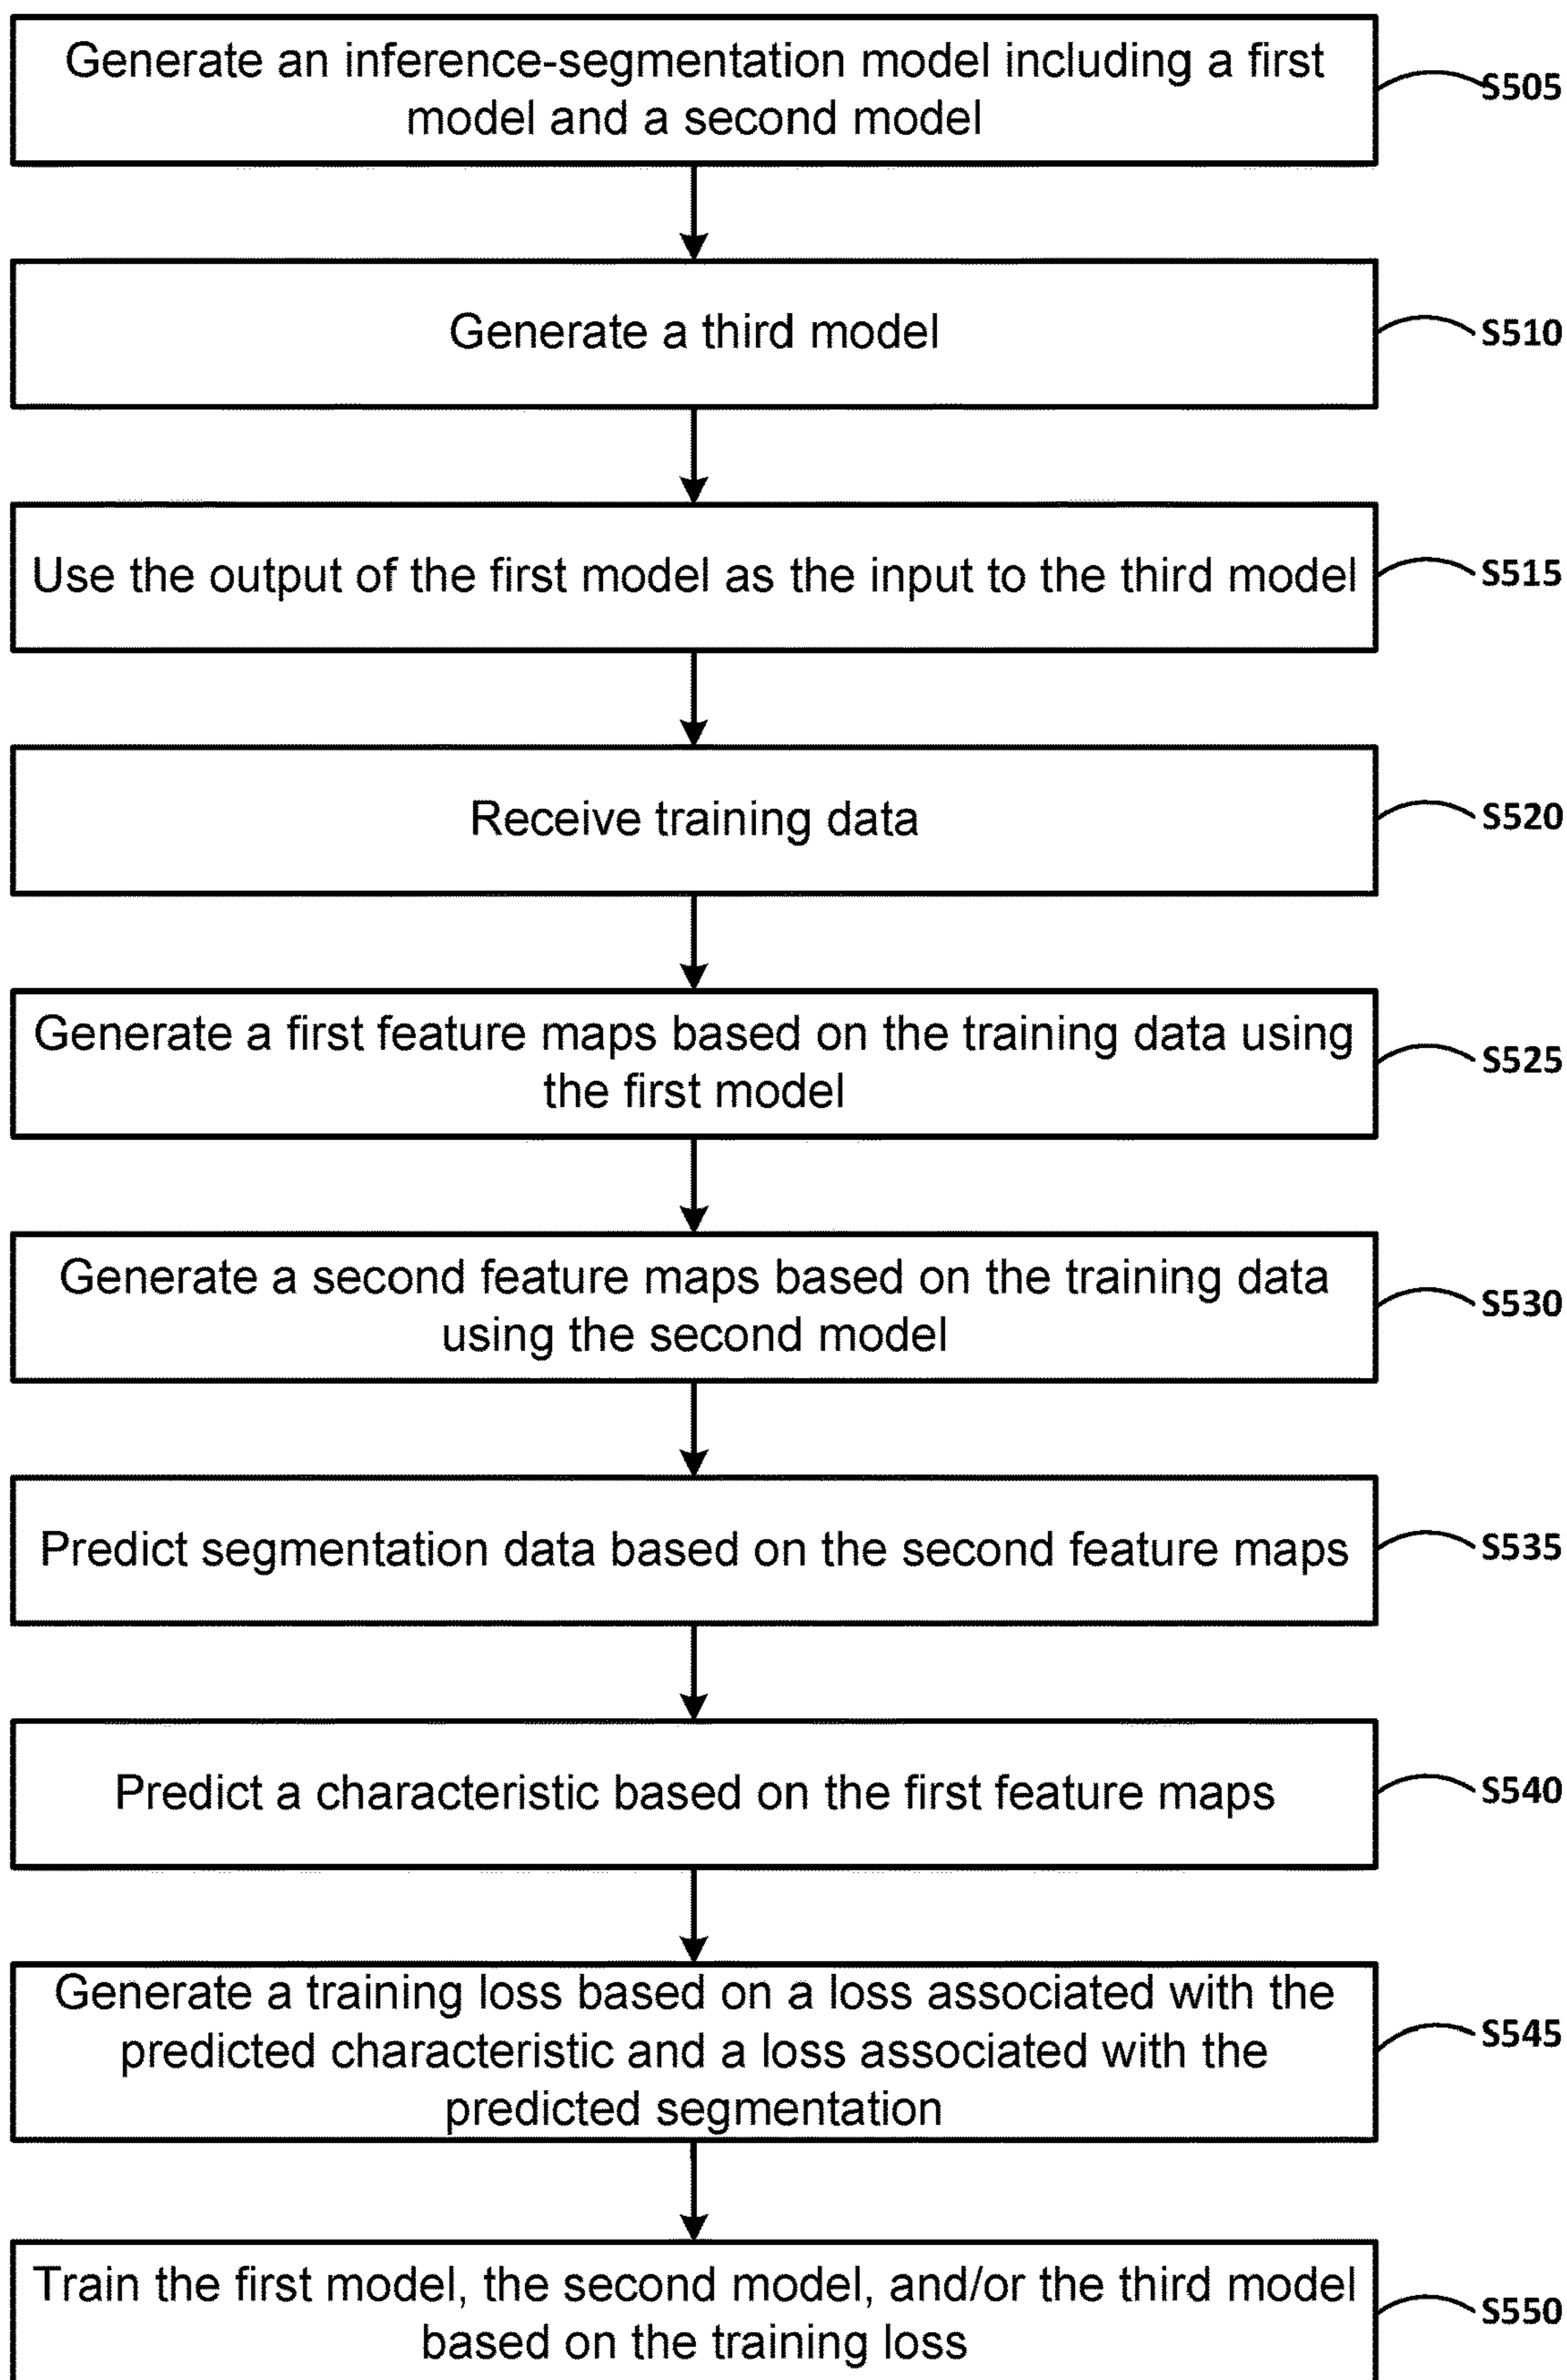 Generate an inference-segmentation model including a first
model and a second model
S505
Generate a third model
S510
Use the output of the first model as the input to the third model
S515
Receive training data
S520
Generate a first feature maps based on the training data using
the first model
S525
Generate a second feature maps based on the training data
using the second model
S530
Predict segmentation data based on the second feature maps
S535
Predict a characteristic based on the first feature maps
S540
Generate a training loss based on a loss associated with the
predicted characteristic and a loss associated with the
predicted segmentation
S545
Train the first model, the second model, and/or the third model
based on the training loss
S550